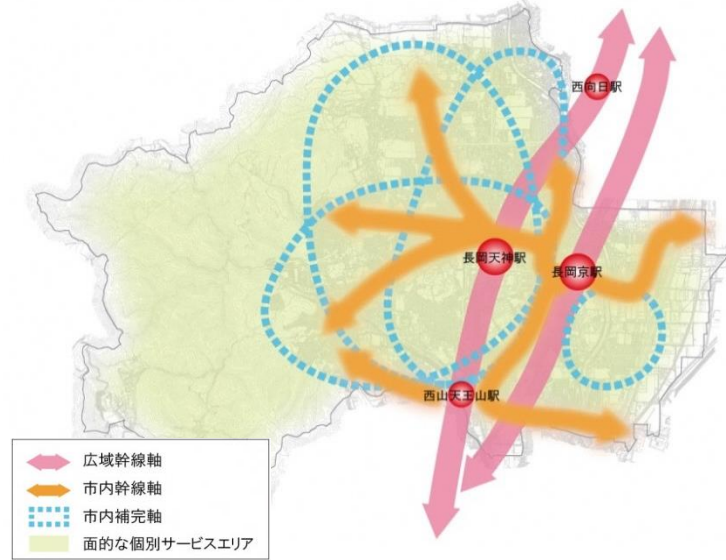 西向日駅
長岡天神駅
長岡京駅
西山天王山駅
広域幹線軸
市内幹線軸
市内補完軸
面的な個別サービスエリア